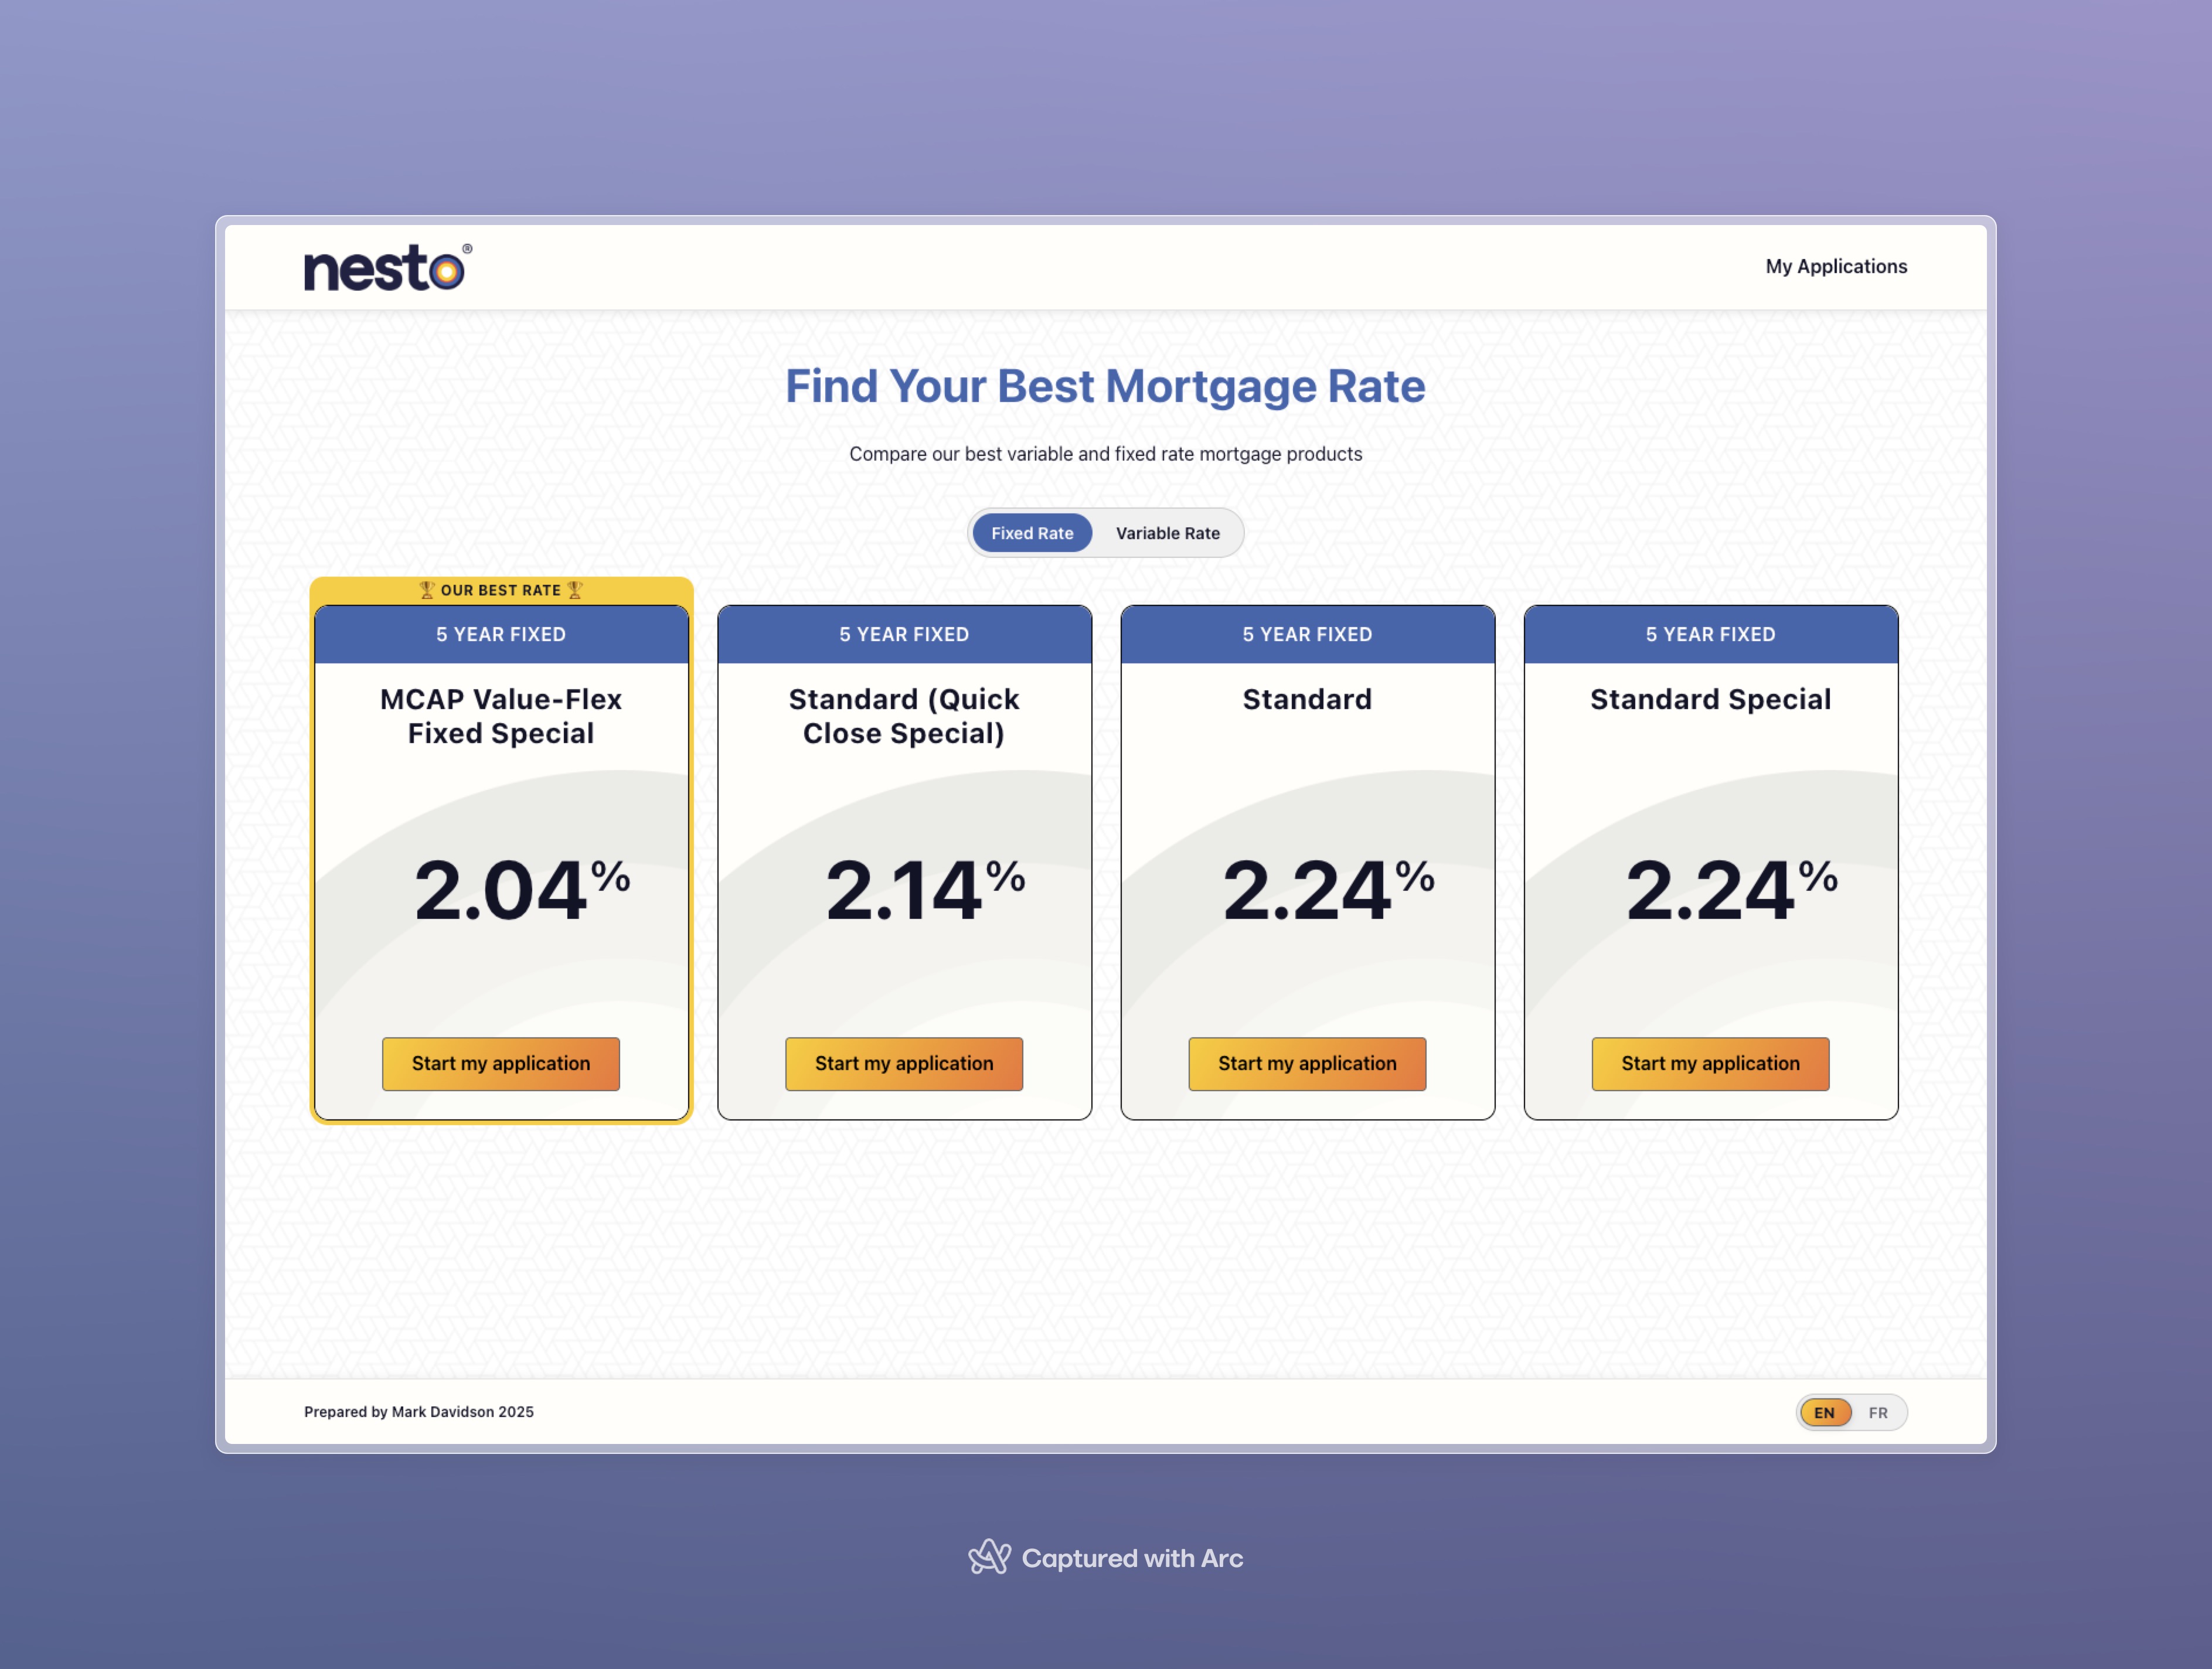 nesto®
My Applications
Find Your Best Mortgage Rate
Compare our best variable and fixed rate mortgage products
Fixed Rate
Variable Rate
🏆 OUR BEST RATE 🏆
5 YEAR FIXED
MCAP Value-Flex
Fixed Special
2.04%
Start my application
5 YEAR FIXED
Standard (Quick
Close Special)
2.14%
Start my application
5 YEAR FIXED
Standard
2.24%
Start my application
5 YEAR FIXED
Standard Special
2.24%
Start my application
Prepared by Mark Davidson 2025
EN
FR
Captured with Arc